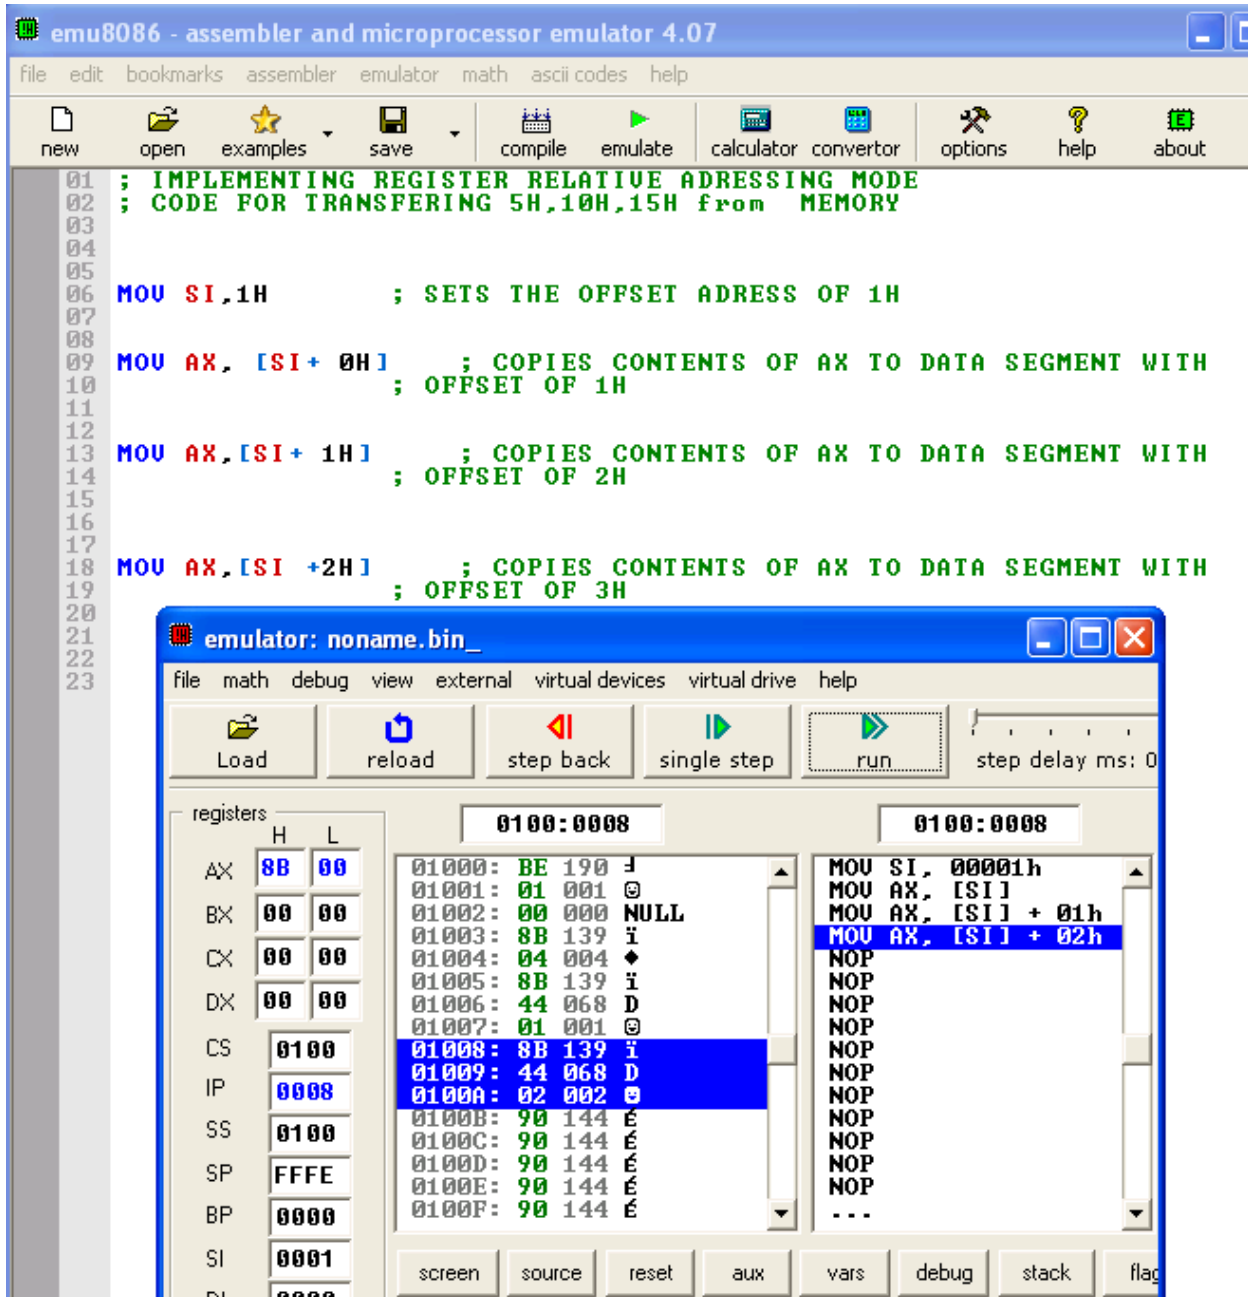 emu8086 - assembler and microprocessor emulator 4.07
file edit bookmarks assembler emulator math ascii codes help
new open examples save compile emulate calculator convertor options help about
01 ; IMPLEMENTING REGISTER RELATIVE ADRESSING MODE
02 ; CODE FOR TRANSFERING 5H,10H,15H from MEMORY
03
04
05
06 MOV SI,1H ; SETS THE OFFSET ADRESS OF 1H
07
08
09 MOV AX, [SI+ 0H] ; COPIES CONTENTS OF AX TO DATA SEGMENT WITH
10 ; OFFSET OF 1H
11
12
13 MOV AX,[SI+ 1H] ; COPIES CONTENTS OF AX TO DATA SEGMENT WITH
14 ; OFFSET OF 2H
15
16
17
18 MOV AX,[SI +2H] ; COPIES CONTENTS OF AX TO DATA SEGMENT WITH
19 ; OFFSET OF 3H
20
21
22
23
emulator: noname.bin_
file math debug view external virtual devices virtual drive help
Load reload step back single step run step delay ms: 0
registers
H L
AX 8B 00
BX 00 00
CX 00 00
DX 00 00
CS 0100
IP 0008
SS 0100
SP FFFE
BP 0000
SI 0001
DI 0000
0100:0008
01000: BE 190 ┘
01001: 01 001 ☺
01002: 00 000 NULL
01003: 8B 139 ï
01004: 04 004 ♦
01005: 8B 139 ï
01006: 44 068 D
01007: 01 001 ☺
01008: 8B 139 ï
01009: 44 068 D
0100A: 02 002 ☻
0100B: 90 144 É
0100C: 90 144 É
0100D: 90 144 É
0100E: 90 144 É
0100F: 90 144 É
0100:0008
MOV SI, 00001h
MOV AX, [SI]
MOV AX, [SI] + 01h
MOV AX, [SI] + 02h
NOP
NOP
NOP
NOP
NOP
NOP
NOP
NOP
NOP
NOP
NOP
...
screen source reset aux vars debug stack flag